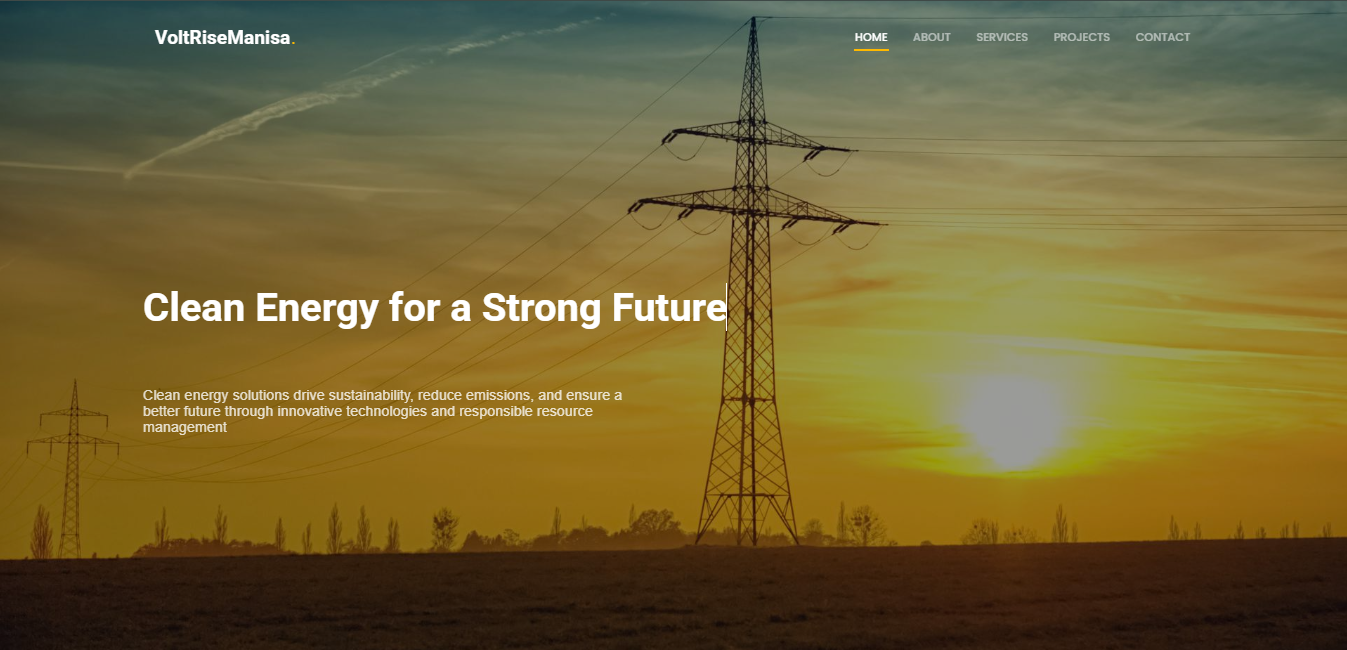 VoltRiseManisa.
HOME ABOUT SERVICES PROJECTS CONTACT
Clean Energy for a Strong Future
Clean energy solutions drive sustainability, reduce emissions, and ensure a
better future through innovative technologies and responsible resource
management